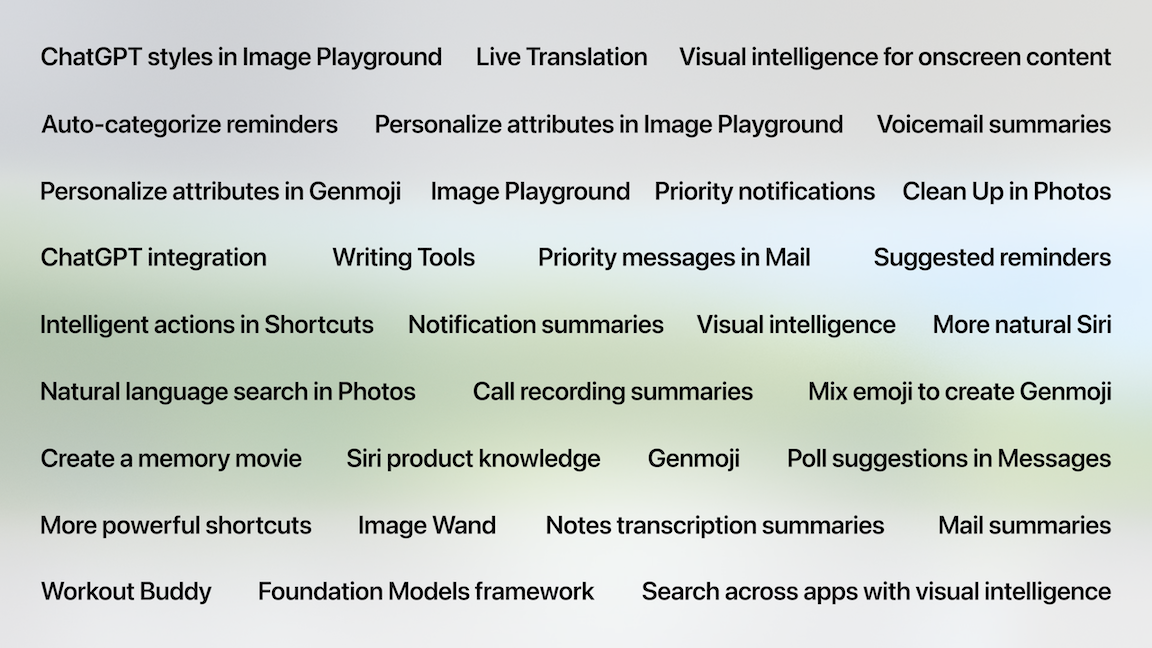 ChatGPT styles in Image Playground Live Translation Visual intelligence for onscreen content
Auto-categorize reminders Personalize attributes in Image Playground Voicemail summaries
Personalize attributes in Genmoji Image Playground Priority notifications Clean Up in Photos
ChatGPT integration Writing Tools Priority messages in Mail Suggested reminders
Intelligent actions in Shortcuts Notification summaries Visual intelligence More natural Siri
Natural language search in Photos Call recording summaries Mix emoji to create Genmoji
Create a memory movie Siri product knowledge Genmoji Poll suggestions in Messages
More powerful shortcuts Image Wand Notes transcription summaries Mail summaries
Workout Buddy Foundation Models framework Search across apps with visual intelligence